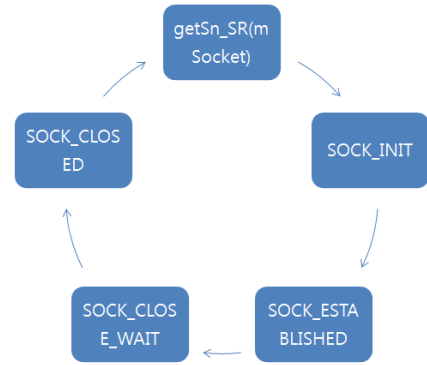 getSn_SR(m
Socket)
SOCK_INIT
SOCK_ESTA
BLISHED
SOCK_CLOS
E_WAIT
SOCK_CLOS
ED